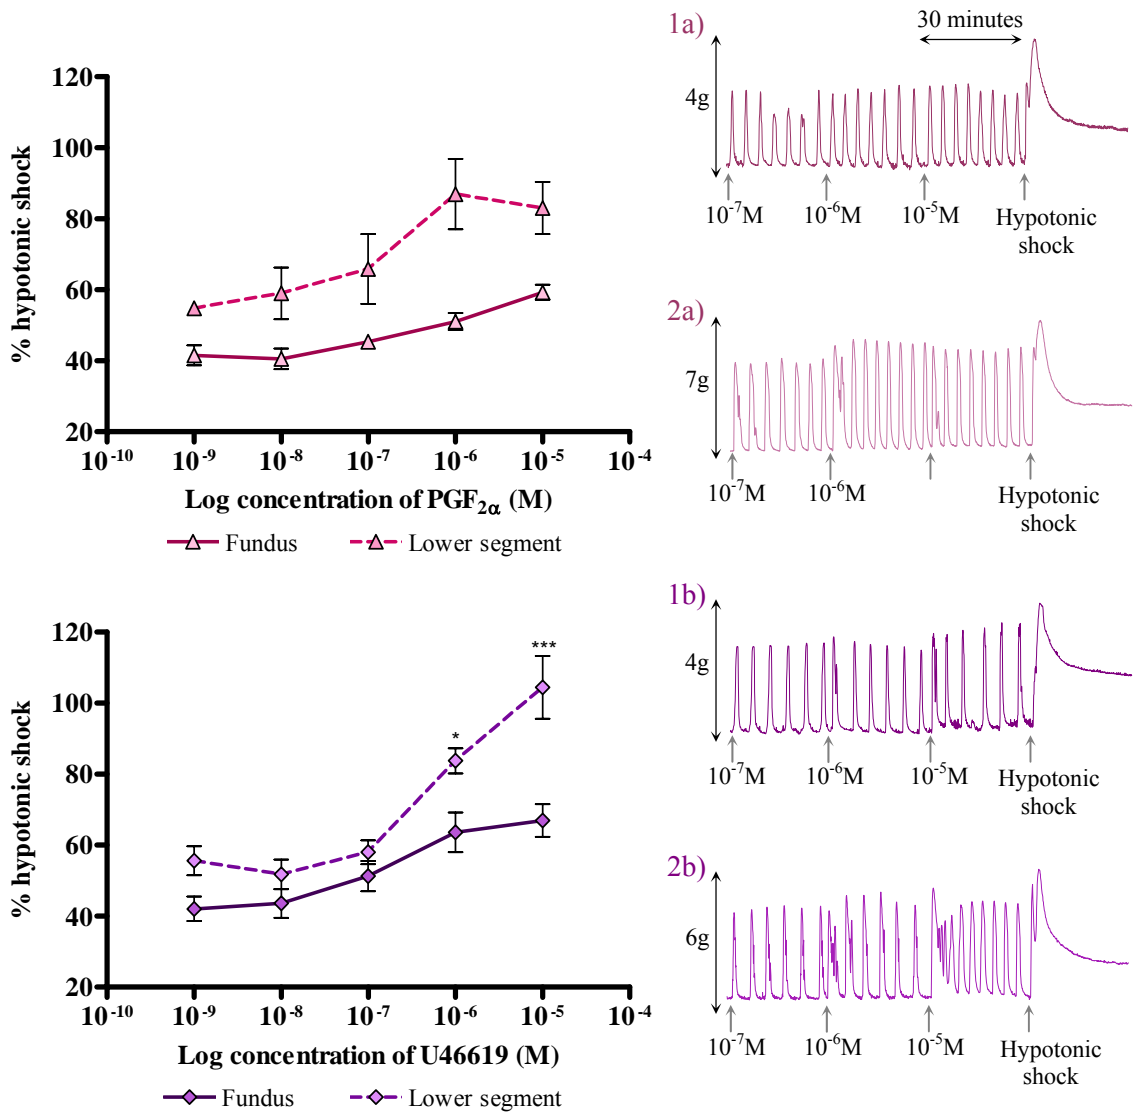 120
100
80
60
40
20
% hypotonic shock
10⁻¹⁰ 10⁻⁹ 10⁻⁸ 10⁻⁷ 10⁻⁶ 10⁻⁵ 10⁻⁴
Log concentration of PGF₂α (M)
Fundus Lower segment
1a)
30 minutes
4g
10⁻⁷M 10⁻⁶M 10⁻⁵M Hypotonic
shock
2a)
7g
10⁻⁷M 10⁻⁶M Hypotonic
shock
120
100
80
60
40
20
% hypotonic shock
*
***
10⁻¹⁰ 10⁻⁹ 10⁻⁸ 10⁻⁷ 10⁻⁶ 10⁻⁵ 10⁻⁴
Log concentration of U46619 (M)
Fundus Lower segment
1b)
4g
10⁻⁷M 10⁻⁶M 10⁻⁵M Hypotonic
shock
2b)
6g
10⁻⁷M 10⁻⁶M 10⁻⁵M Hypotonic
shock